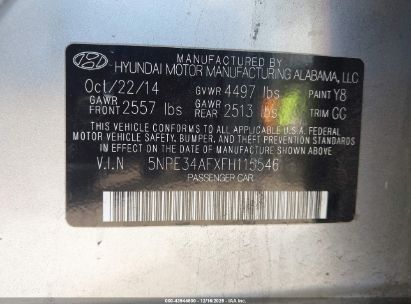 MANUFACTURED BY
HYUNDAI MOTOR MANUFACTURING ALABAMA, LLC
Oct/22/14 GVWR 4497 lbs PAINT Y8
GAWR FRONT 2557 lbs GAWR REAR 2513 lbs TRIM CC
THIS VEHICLE CONFORMS TO ALL APPLICABLE U.S.A. FEDERAL
MOTOR VEHICLE SAFETY, BUMPER, AND THEFT PREVENTION
STANDARDS IN EFFECT ON THE DATE OF MANUFACTURE SHOWN ABOVE.
V.I.N 5NPE34AFXFH115546
PASSENGER CAR